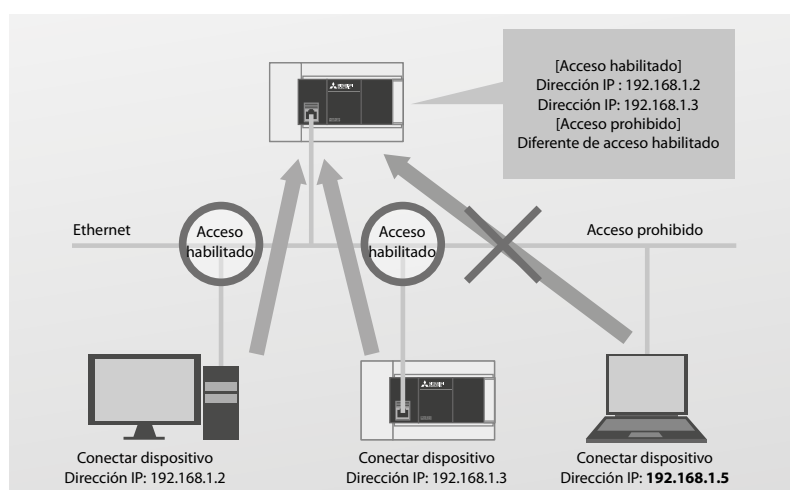 [Acceso habilitado]
Dirección IP : 192.168.1.2
Dirección IP: 192.168.1.3
[Acceso prohibido]
Diferente de acceso habilitado
Ethernet
Acceso
habilitado
Acceso
habilitado
Acceso prohibido
Conectar dispositivo
Dirección IP: 192.168.1.2
Conectar dispositivo
Dirección IP: 192.168.1.3
Conectar dispositivo
Dirección IP: 192.168.1.5